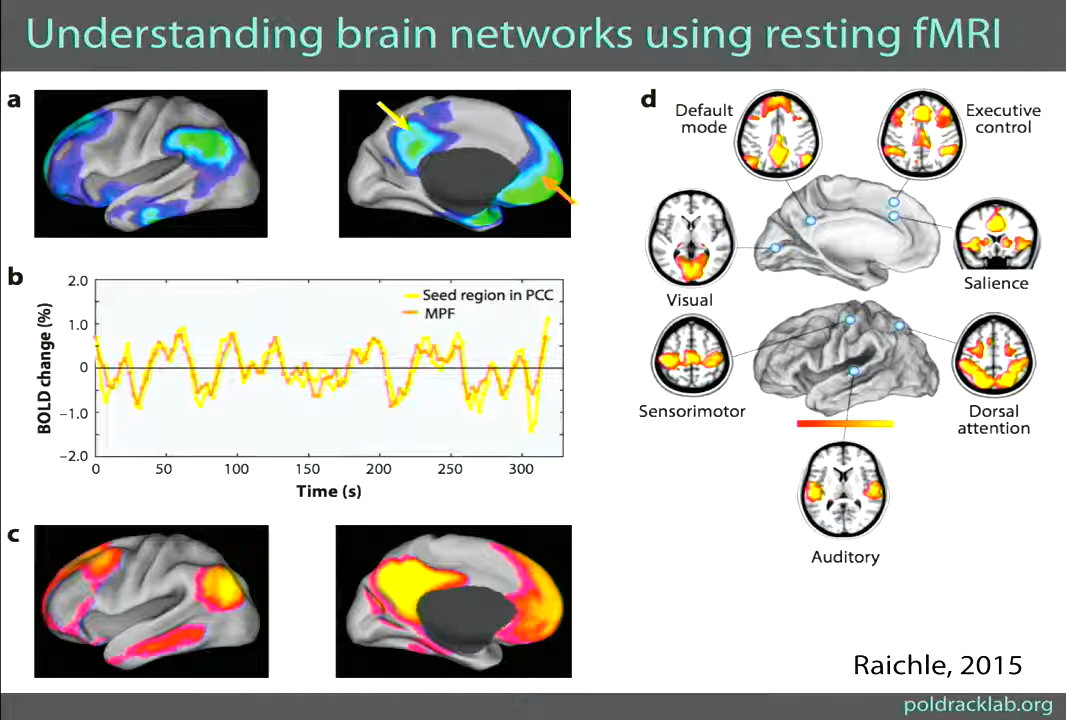 Understanding brain networks using resting fMRI
a
b
2.0
1.0
0
−1.0
−2.0
BOLD change (%)
Seed region in PCC
MPF
0
50
100
150
200
250
300
Time (s)
c
d
Default
mode
Executive
control
Visual
Salience
Sensorimotor
Dorsal
attention
Auditory
Raichle, 2015
poldracklab.org